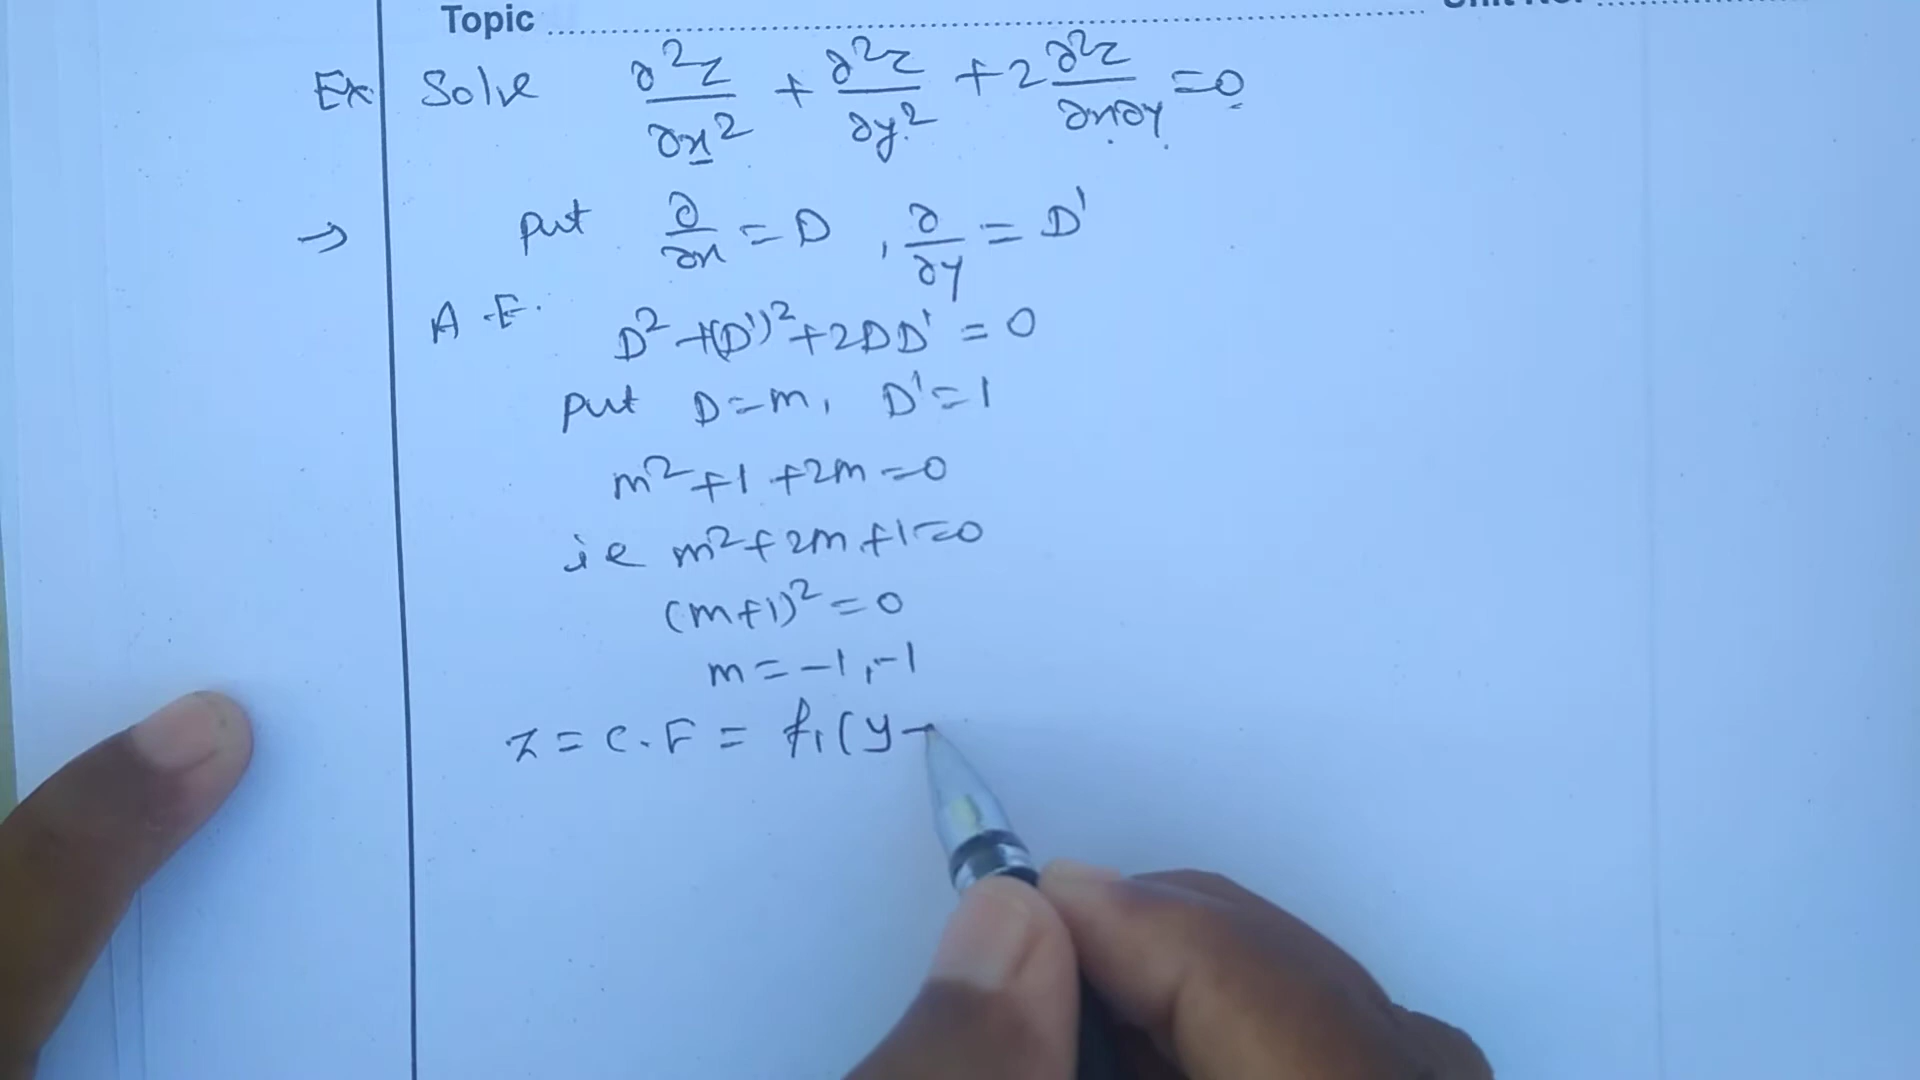 Topic
Ex Solve ∂²z/∂x² + ∂²z/∂y² + 2 ∂²z/∂x∂y = 0
⇒ put ∂/∂x = D , ∂/∂y = D'
A.E. D² + (D')² + 2DD' = 0
put D = m, D' = 1
m² + 1 + 2m = 0
ie m² + 2m + 1 = 0
(m+1)² = 0
m = -1, -1
z = C.F = f₁(y-